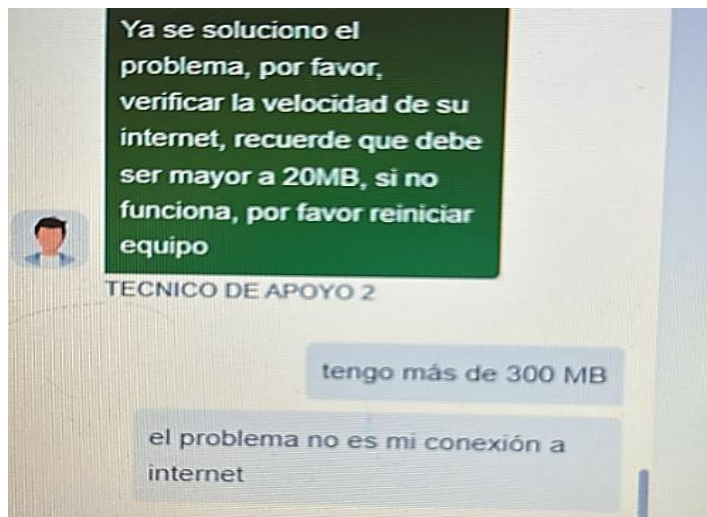 Ya se soluciono el
problema, por favor,
verificar la velocidad de su
internet, recuerde que debe
ser mayor a 20MB, si no
funciona, por favor reiniciar
equipo
TECNICO DE APOYO 2
tengo más de 300 MB
el problema no es mi conexión a
internet